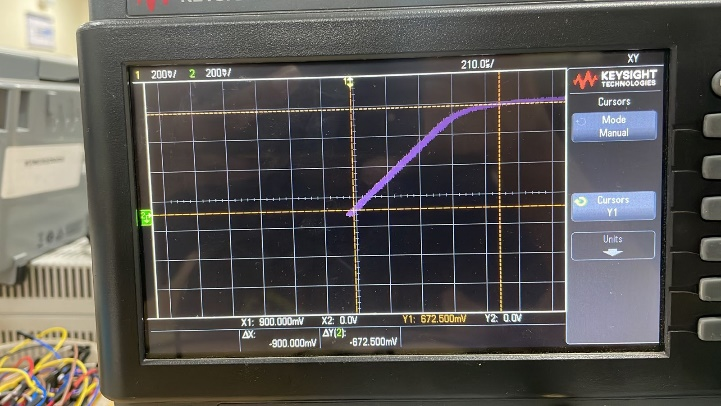 1 200▽/ 2 200▽/ 210.0▽/ XY
KEYSIGHT
TECHNOLOGIES
Cursors
Mode
Manual
Cursors
Y1
Units
X1: 900.000mV X2: 0.0V Y1: 672.500mV Y2: 0.0V
ΔX:
-900.000mV
ΔY(2):
-672.500mV